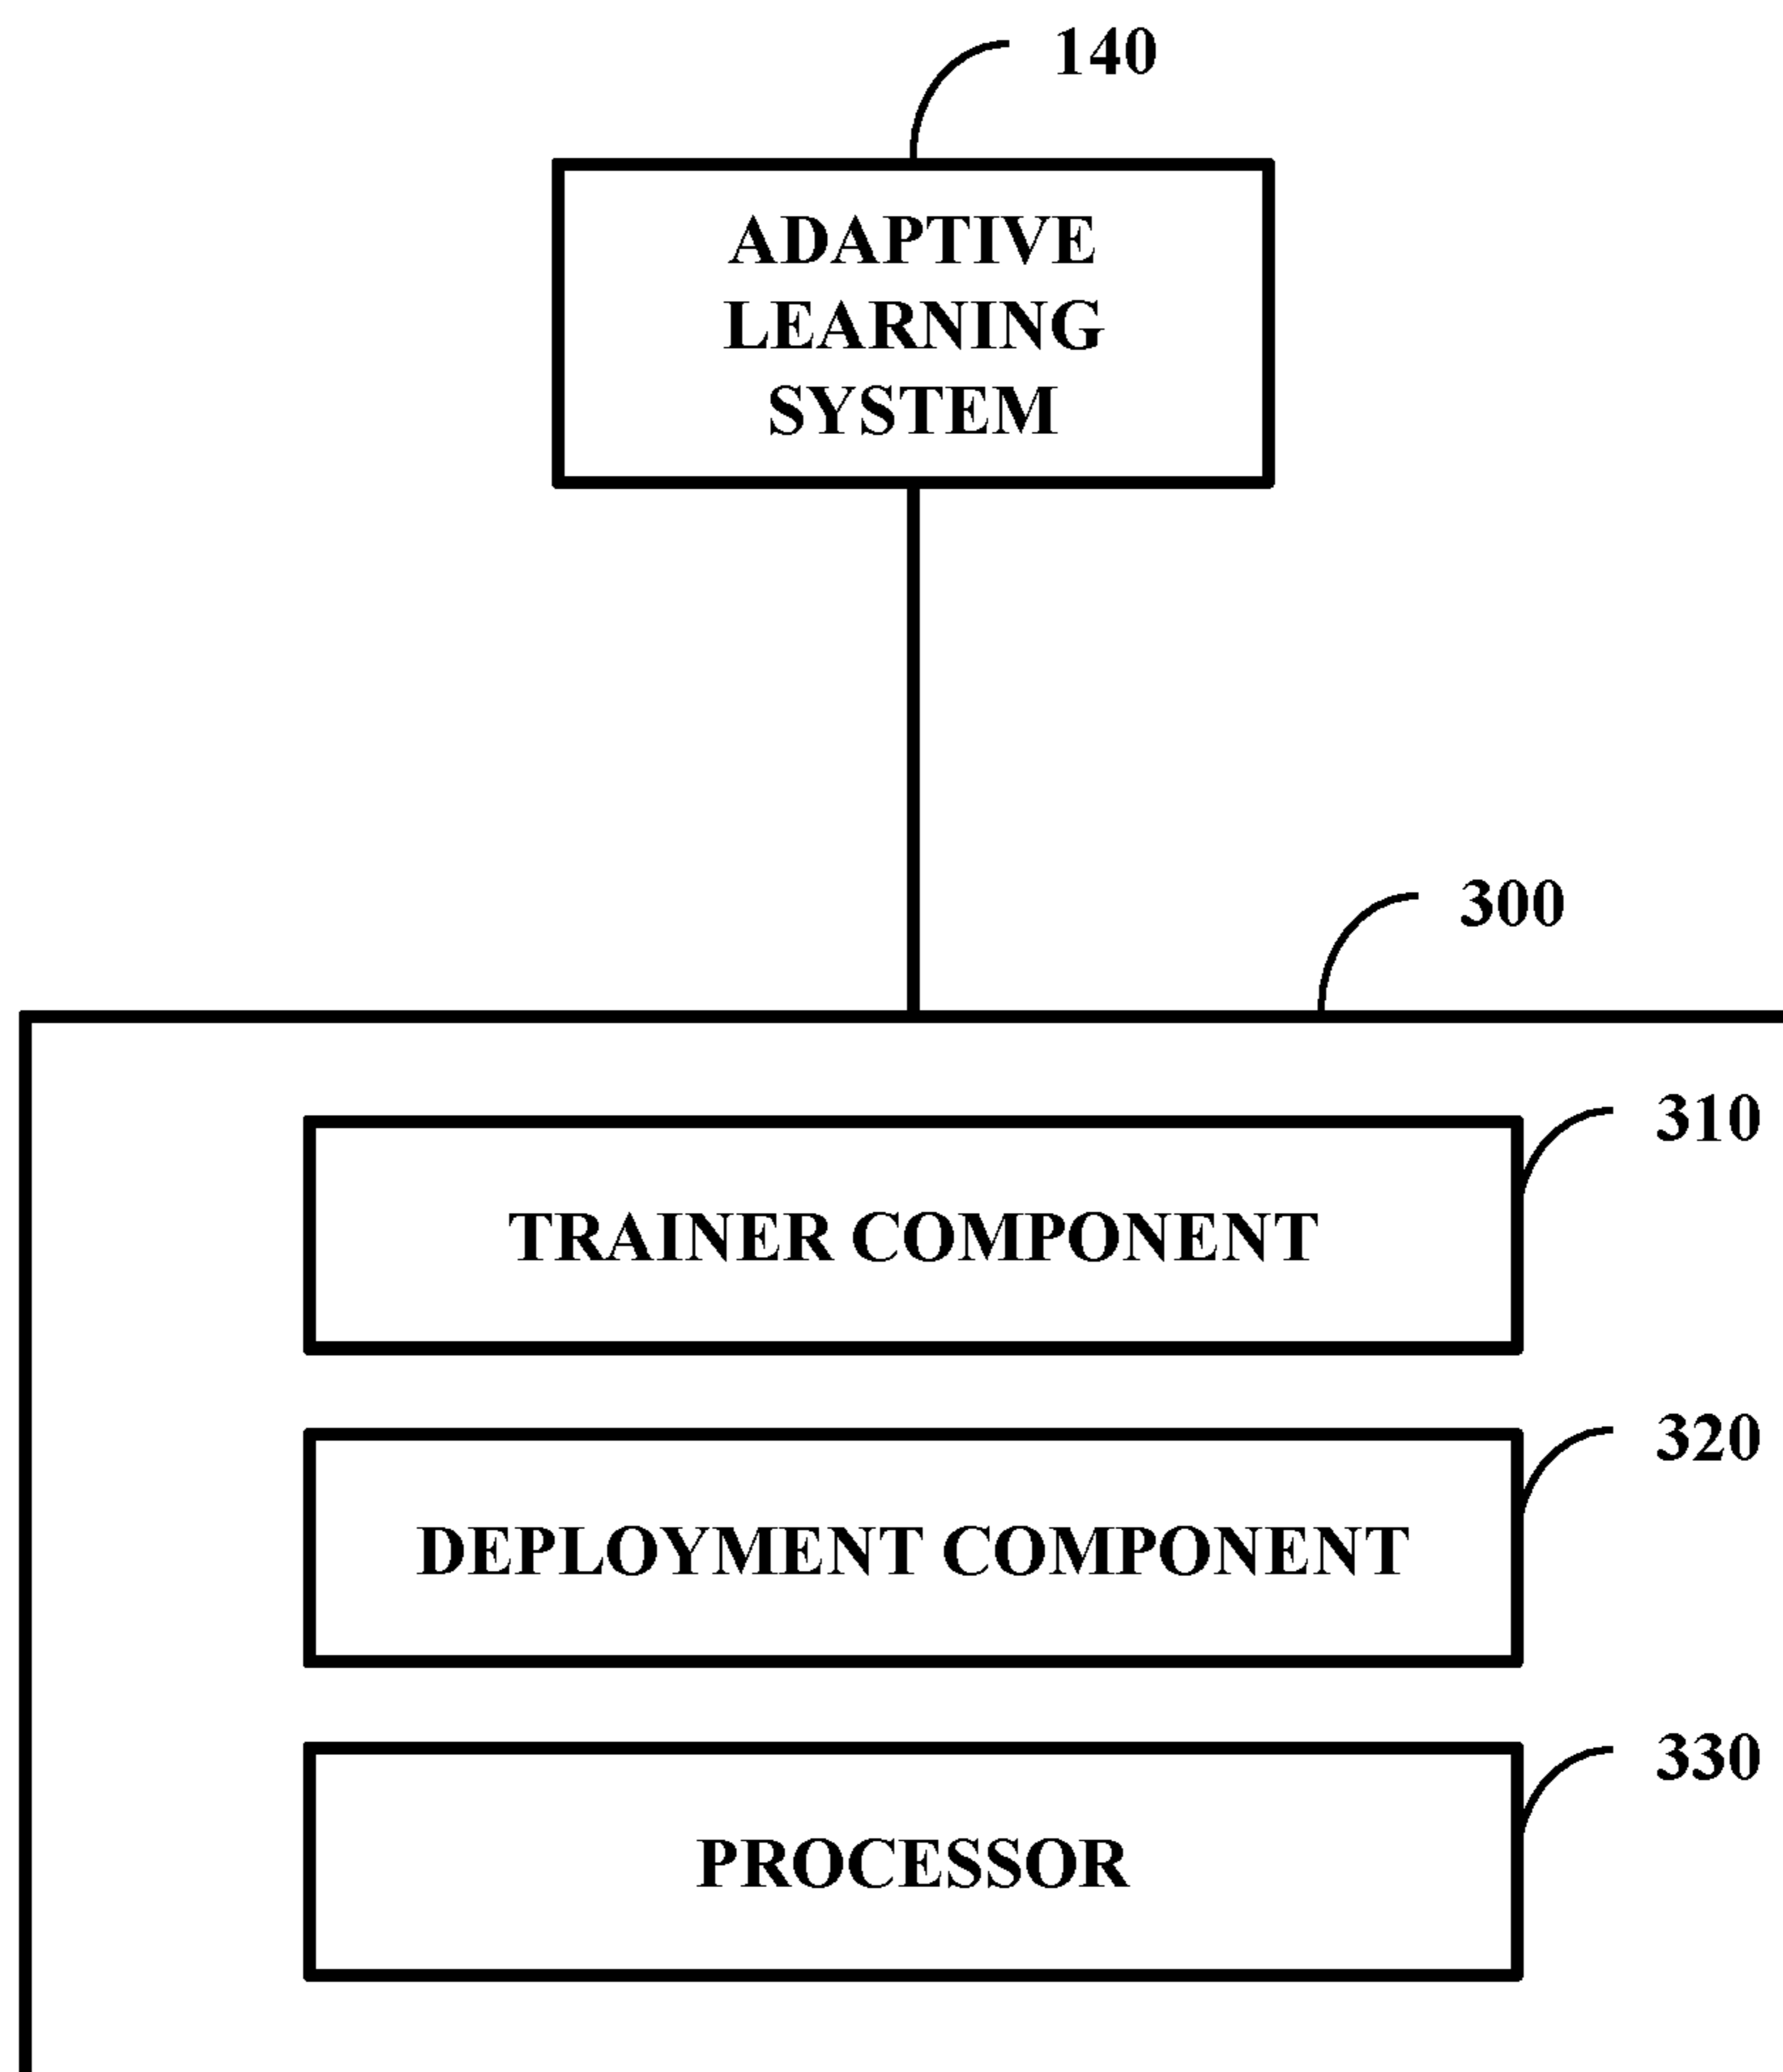 140
ADAPTIVE
LEARNING
SYSTEM
300
310
TRAINER COMPONENT
320
DEPLOYMENT COMPONENT
330
PROCESSOR